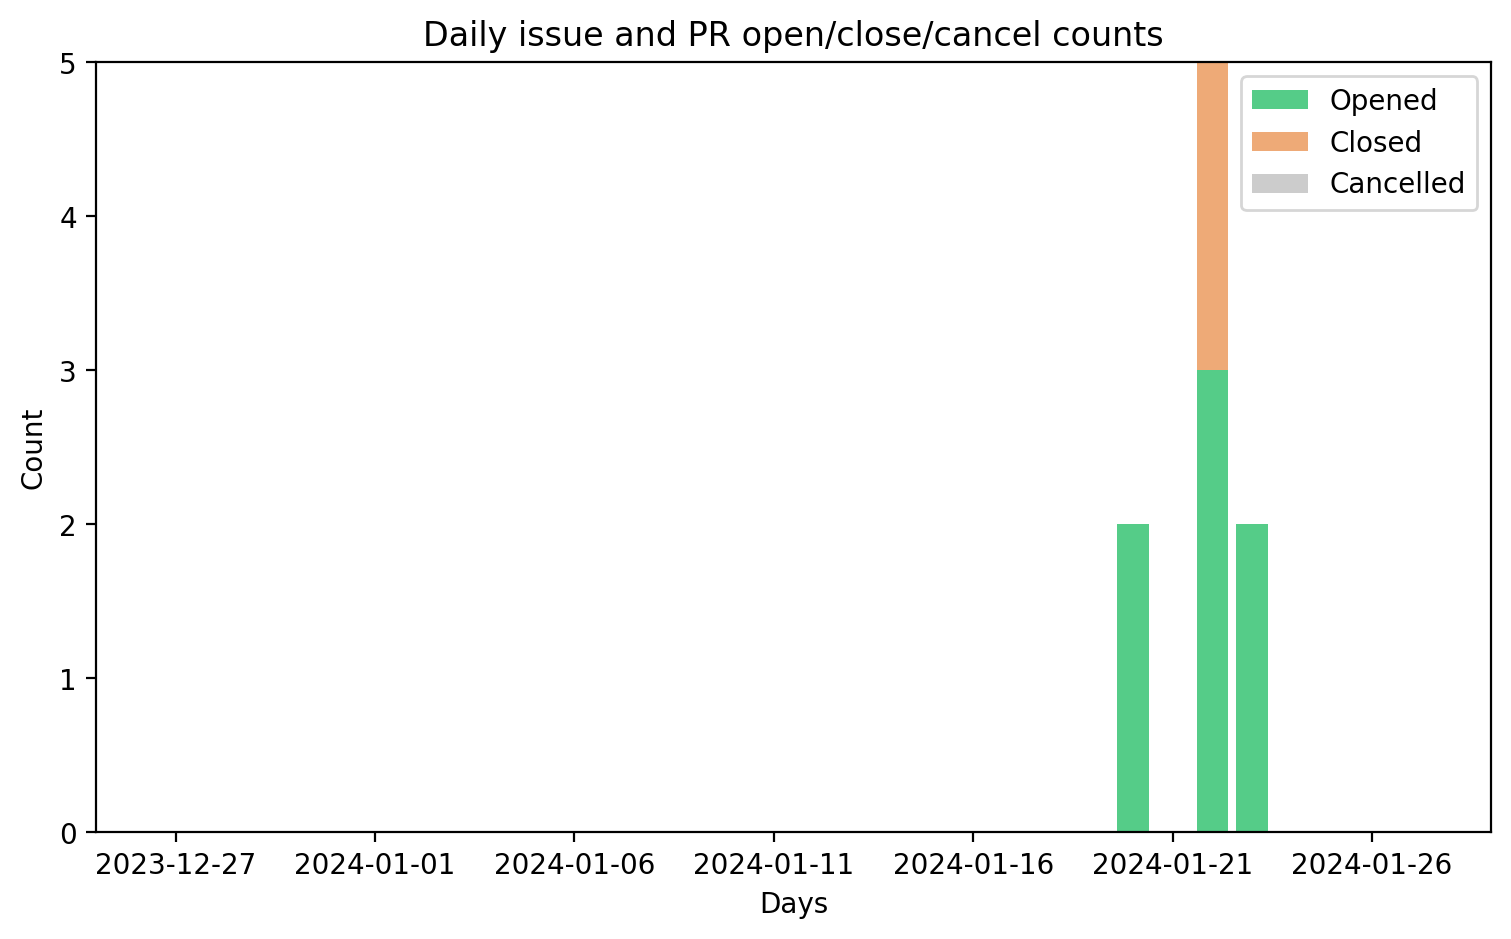 Daily issue and PR open/close/cancel counts
5
4
3
2
1
0
Count
Opened
Closed
Cancelled
2023-12-27
2024-01-01
2024-01-06
2024-01-11
2024-01-16
2024-01-21
2024-01-26
Days